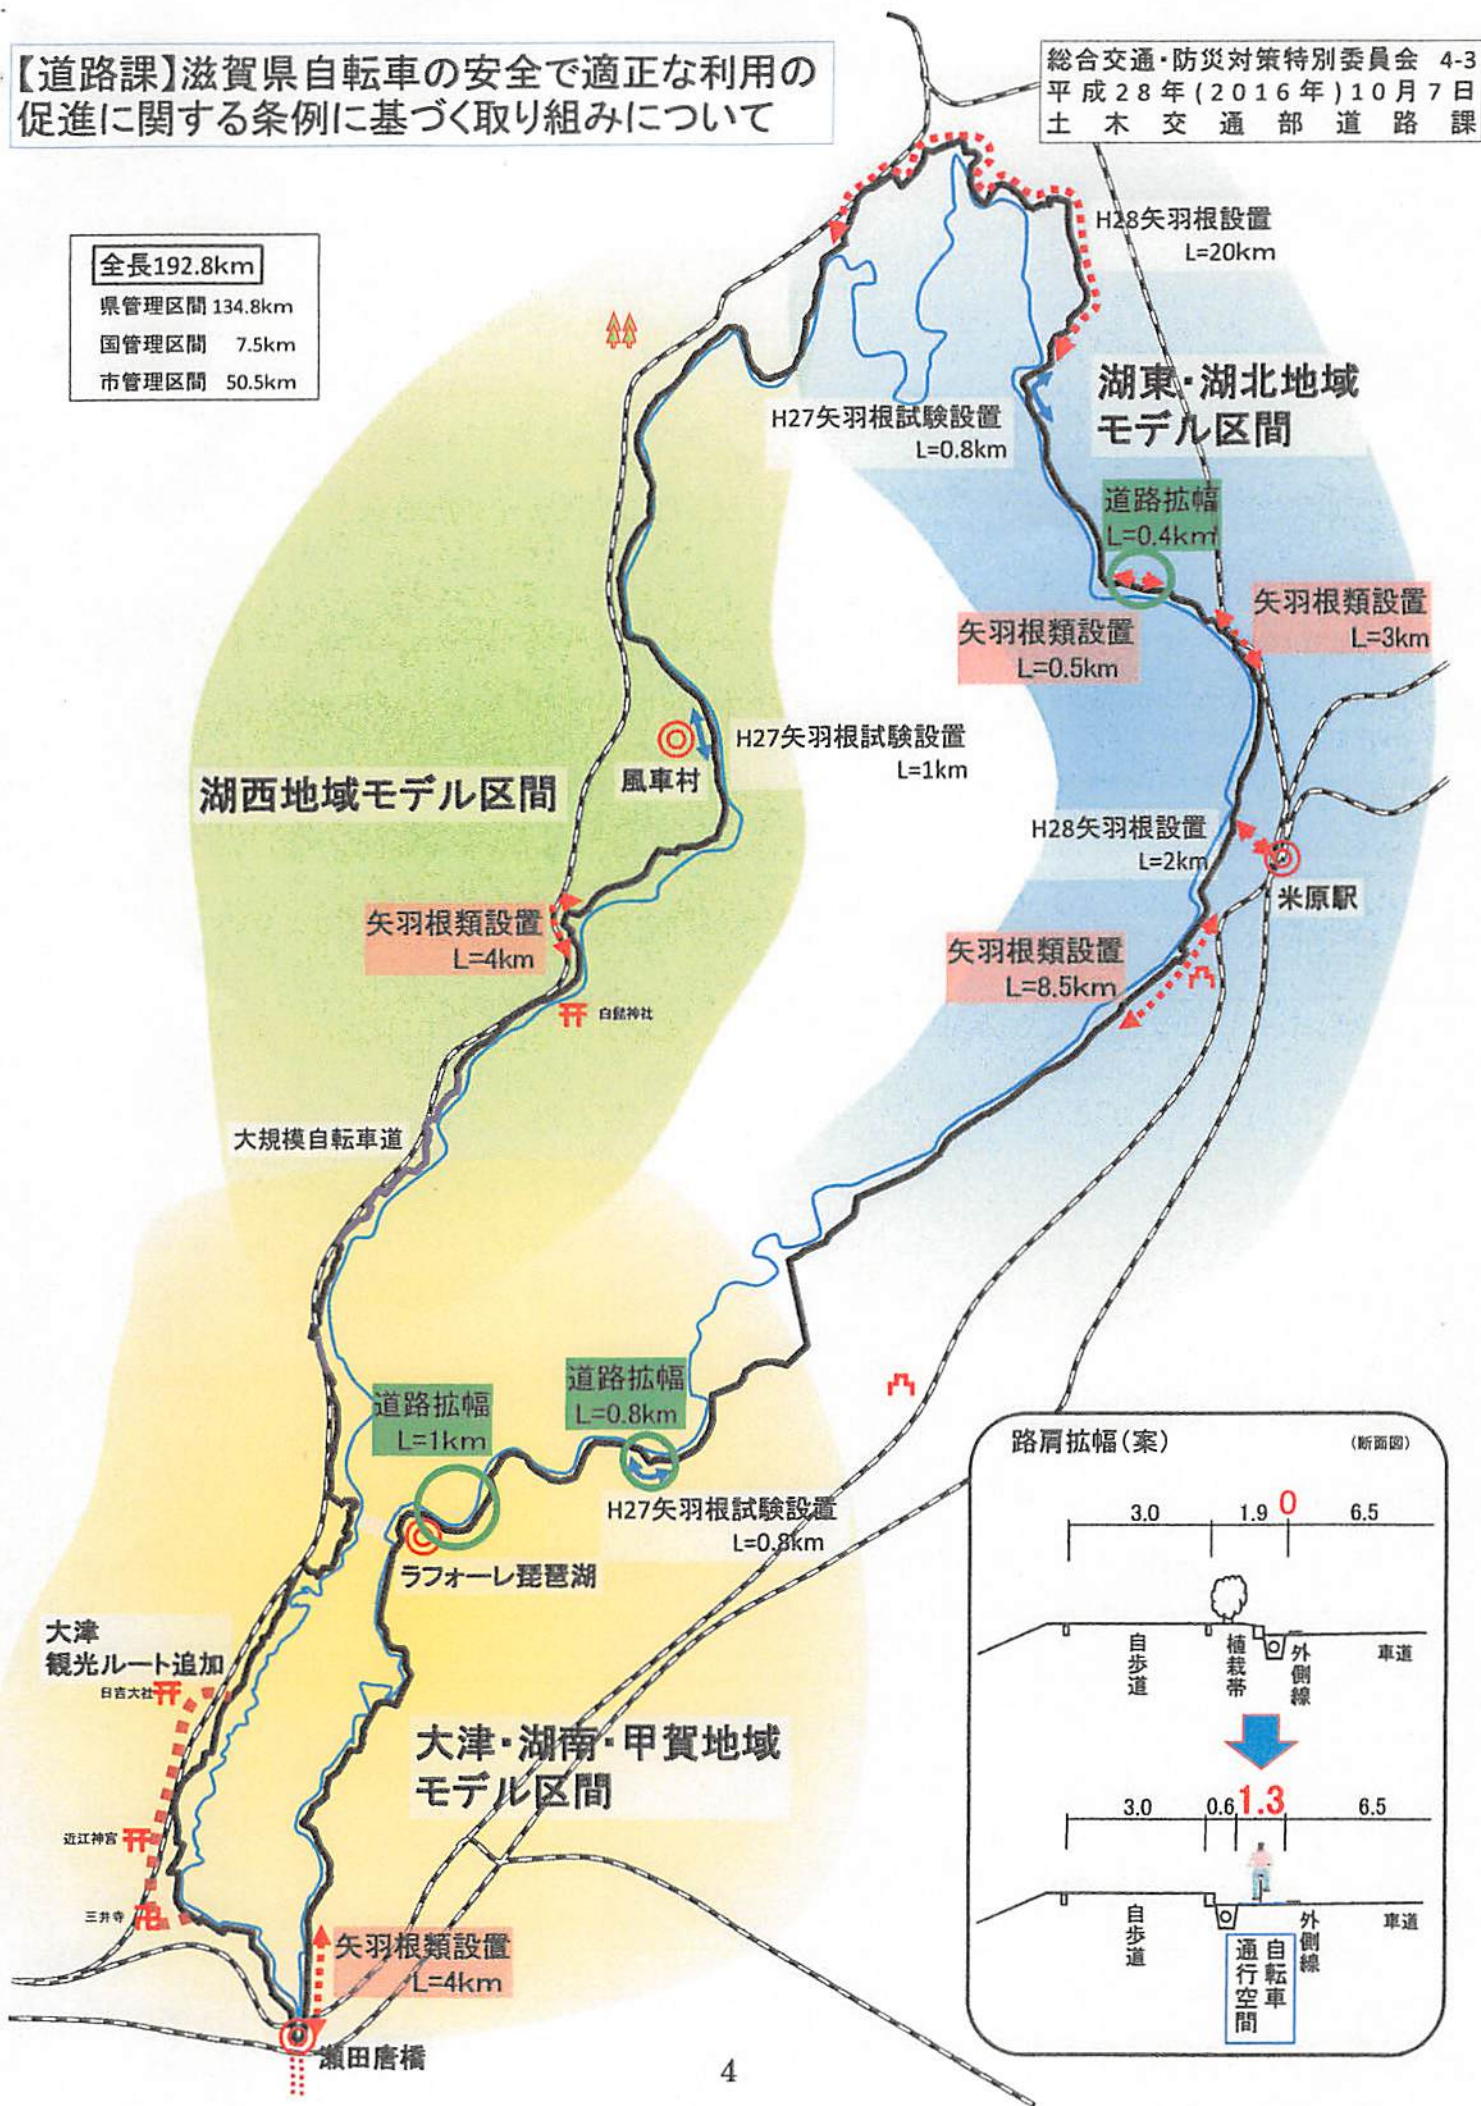 【道路課】滋賀県自転車の安全で適正な利用の
促進に関する条例に基づく取り組みについて
総合交通・防災対策特別委員会 4-3
平成28年(2016年)10月7日
土木交通部道路課
全長192.8km
県管理区間 134.8km
国管理区間 7.5km
市管理区間 50.5km
H28矢羽根設置
L=20km
湖東・湖北地域
モデル区間
H27矢羽根試験設置
L=0.8km
道路拡幅
L=0.4km
矢羽根類設置
L=3km
矢羽根類設置
L=0.5km
H27矢羽根試験設置
L=1km
風車村
湖西地域モデル区間
H28矢羽根設置
L=2km
米原駅
矢羽根類設置
L=4km
矢羽根類設置
L=8.5km
白鬚神社
大規模自転車道
道路拡幅
L=0.8km
道路拡幅
L=1km
H27矢羽根試験設置
L=0.8km
ラフォーレ琵琶湖
大津
観光ルート追加
日吉大社
大津・湖南・甲賀地域
モデル区間
近江神宮
三井寺
矢羽根類設置
L=4km
瀬田唐橋
路肩拡幅(案)
(断面図)
3.0 1.9 0 6.5
自歩道
植栽帯
外側線
車道
3.0 0.6 1.3 6.5
自歩道
自転車
通行空間
外側線
車道
4